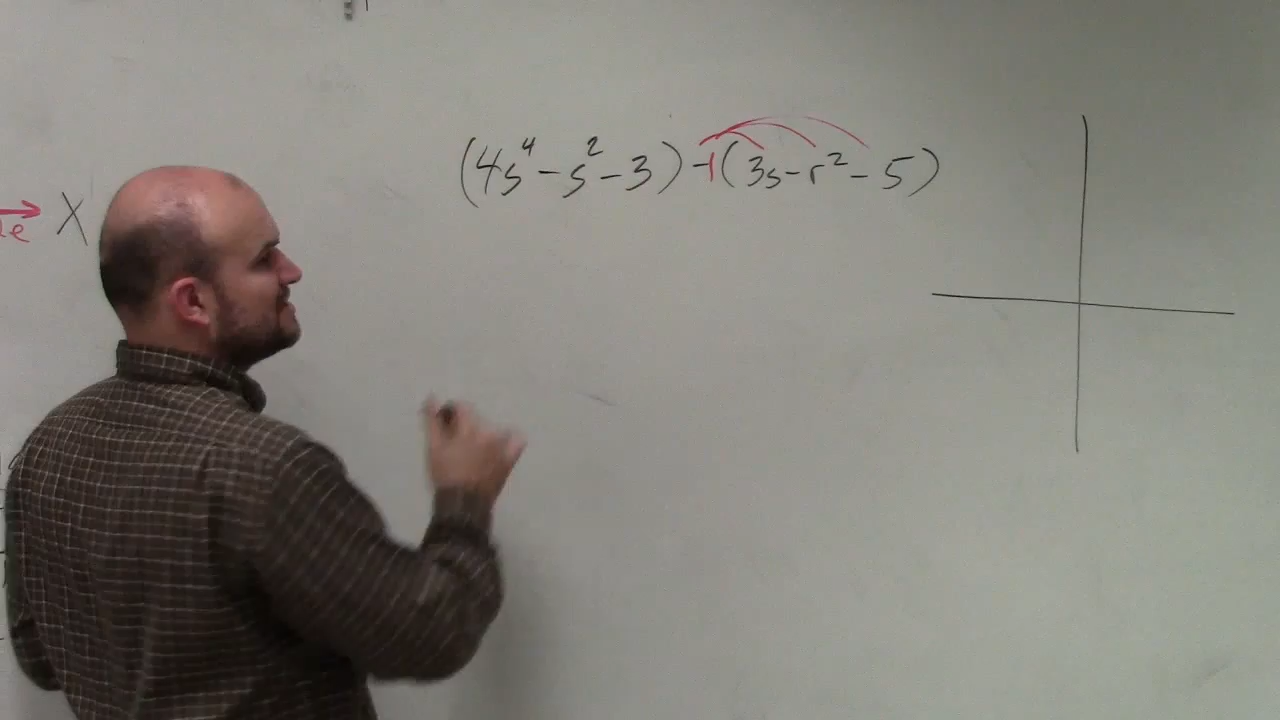 (4s⁴ - s² - 3) - 1(3s - r² - 5)
X